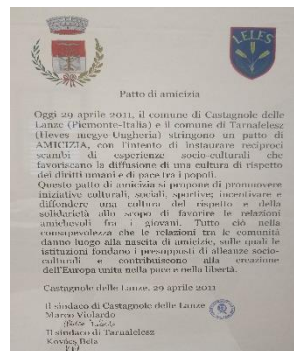 LELES
Patto di amicizia
Oggi 29 aprile 2011, il comune di Castagnole delle
Lanze (Piemonte-Italia) e il comune di Tarnalelesz
(Heves megye-Ungheria) stringono un patto di
AMICIZIA, con l'intento di instaurare reciproci
scambi di esperienze socio-culturali che
favoriscano la diffusione di una cultura di rispetto
dei diritti umani e di pace tra i popoli.
Questo patto di amicizia si propone di promuovere
iniziative culturali, sociali, sportive; incentivare e
diffondere una cultura del rispetto e della
solidarietà allo scopo di favorire le relazioni
amichevoli fra i giovani. Tutto ciò nella
consapevolezza che le relazioni tra le comunità
danno luogo alla nascita di amicizie, sulle quali le
istituzioni fondano i presupposti di alleanze socio-
culturali e contribuiscono alla creazione
dell'Europa unita nella pace e nella libertà.
Castagnole delle Lanze, 29 aprile 2011
Il sindaco di Castagnole delle Lanze
Marco Violardo
Il sindaco di Tarnalelesz
Kovács Béla